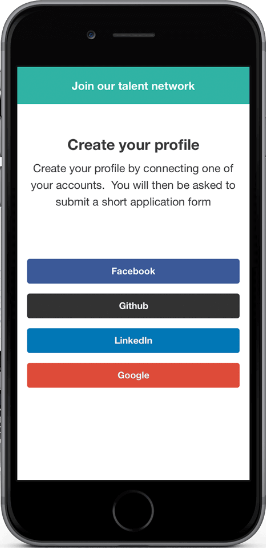 Join our talent network
Create your profile
Create your profile by connecting one of
your accounts.  You will then be asked to
submit a short application form
Facebook
Github
LinkedIn
Google